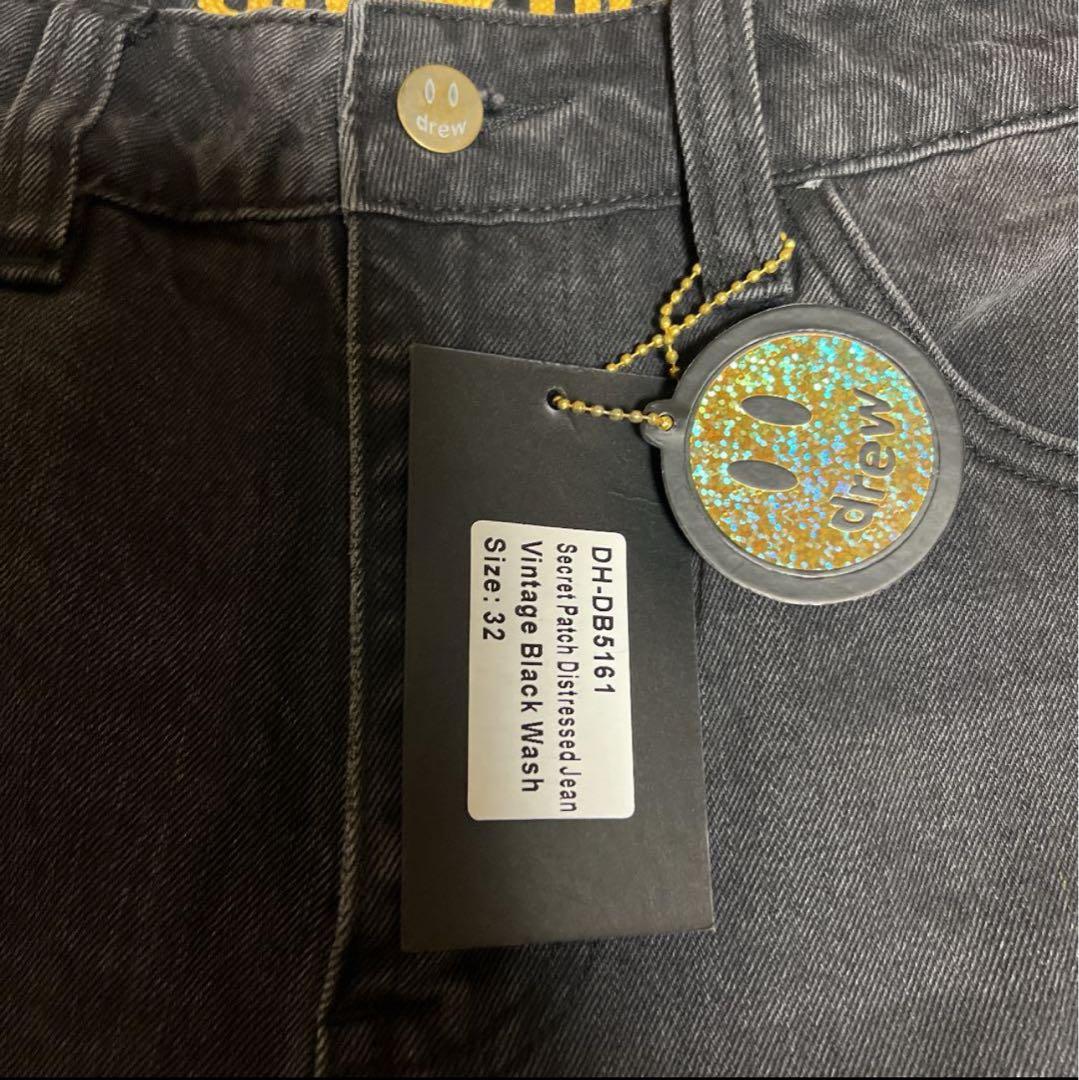 drew
drew
DH-DB5161
Secret Patch Distressed Jean
Vintage Black Wash
Size: 32